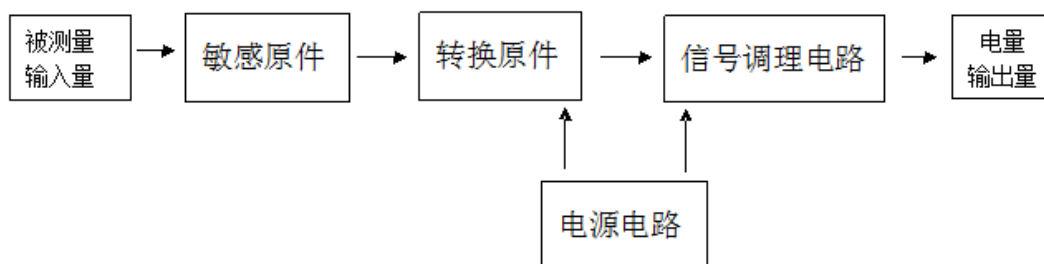 被测量
输入量
敏感原件
转换原件
信号调理电路
电量
输出量
电源电路